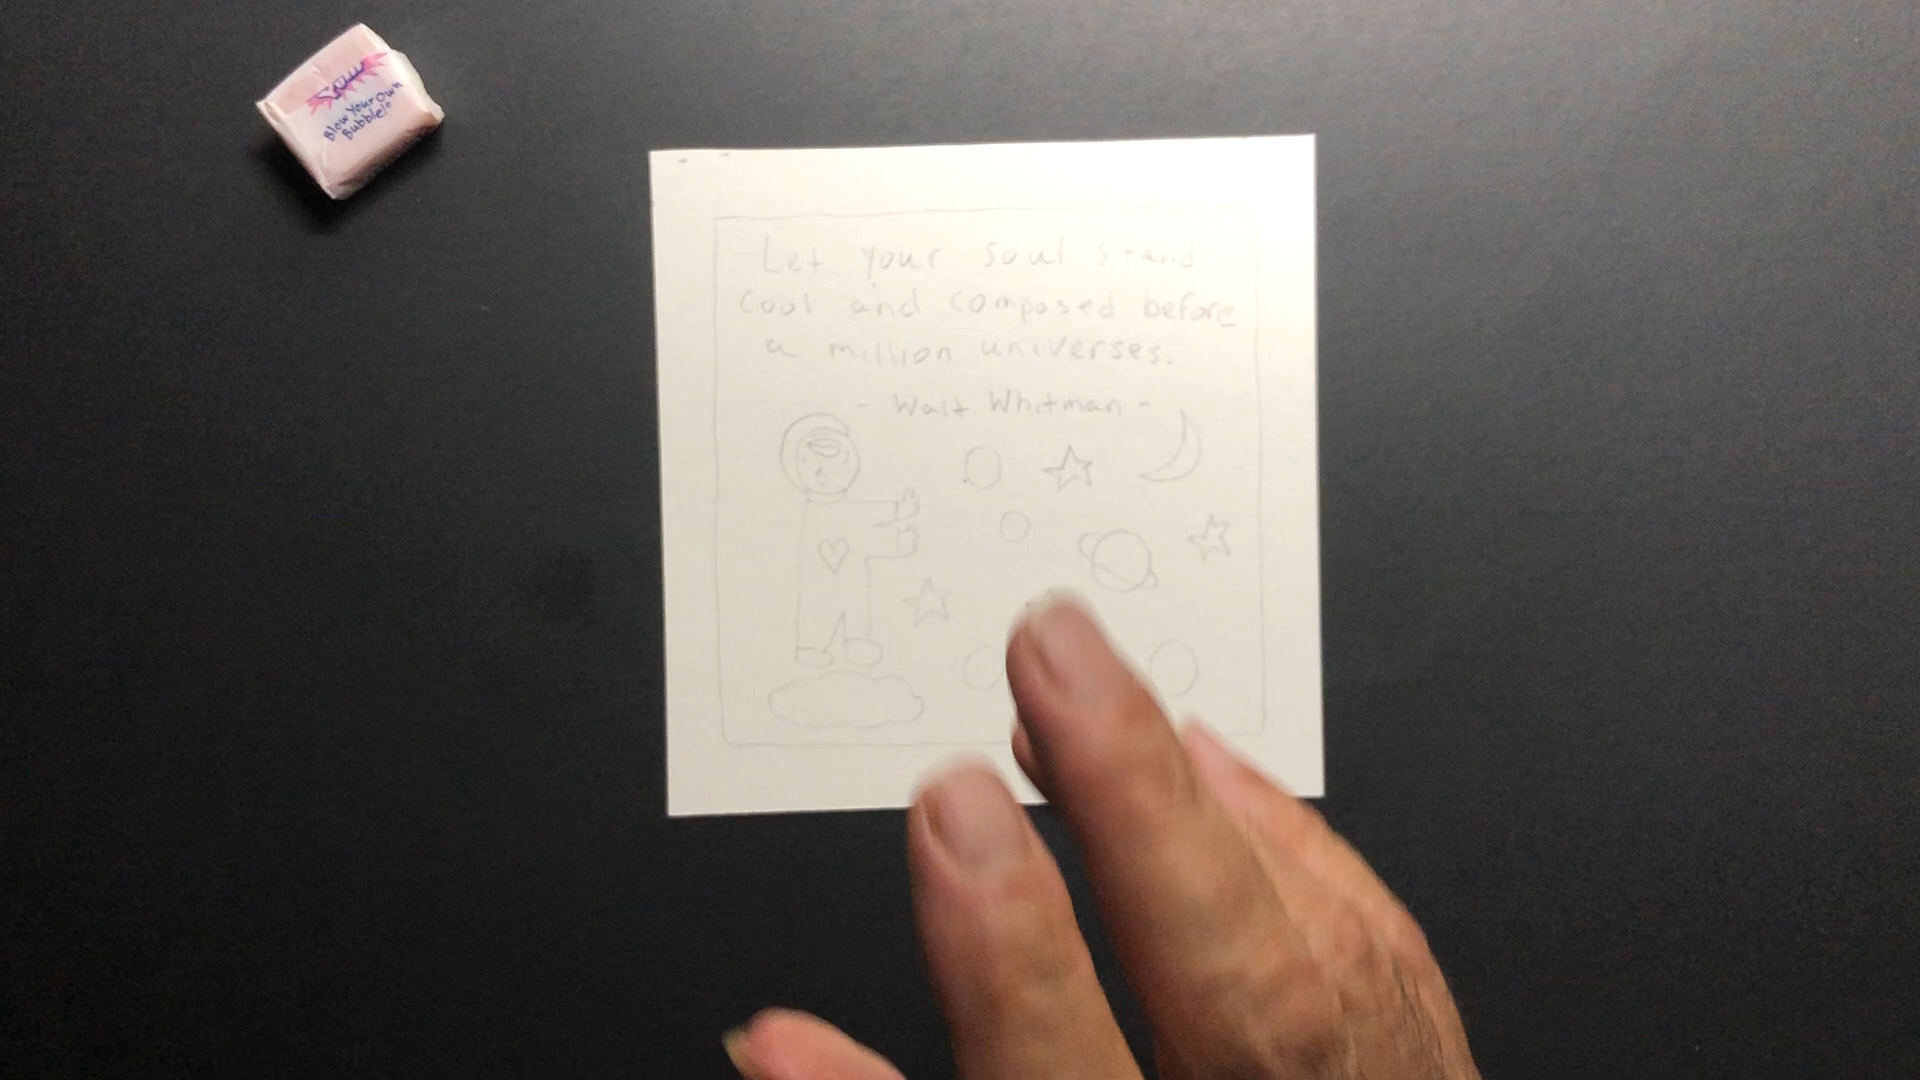 Blow Your Own
Bubble!
Let your soul stand
cool and composed before
a million universes.
- Walt Whitman -